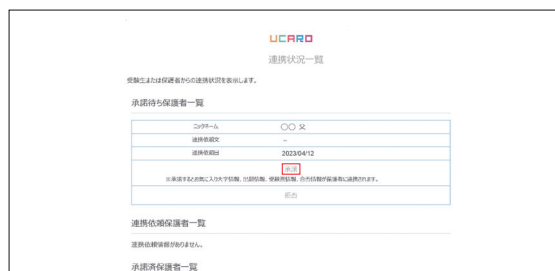 UCARO
連携状況一覧
受験生または保護者からの連携状況を表示します。
承諾待ち保護者一覧
ニックネーム 〇〇 父
連携依頼文 –
連携依頼日 2023/04/12
承諾
※承諾するとお気に入り大学情報、出願情報、受験票情報、合否情報が保護者に連携されます。
拒否
連携依頼保護者一覧
連携依頼情報がありません。
承諾済保護者一覧